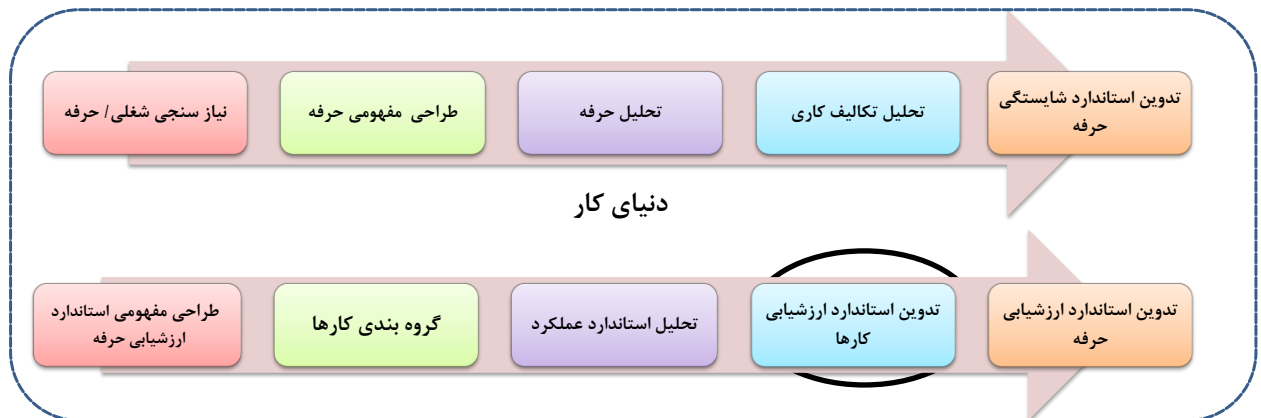 نیاز سنجی شغلی/ حرفه
طراحی مفهومی حرفه
تحلیل حرفه
تحلیل تکالیف کاری
تدوین استاندارد شایستگی
حرفه
دنیای کار
طراحی مفهومی استاندارد
ارزشیابی حرفه
گروه بندی کارها
تحلیل استاندارد عملکرد
تدوین استاندارد ارزشیابی
کارها
تدوین استاندارد ارزشیابی
حرفه